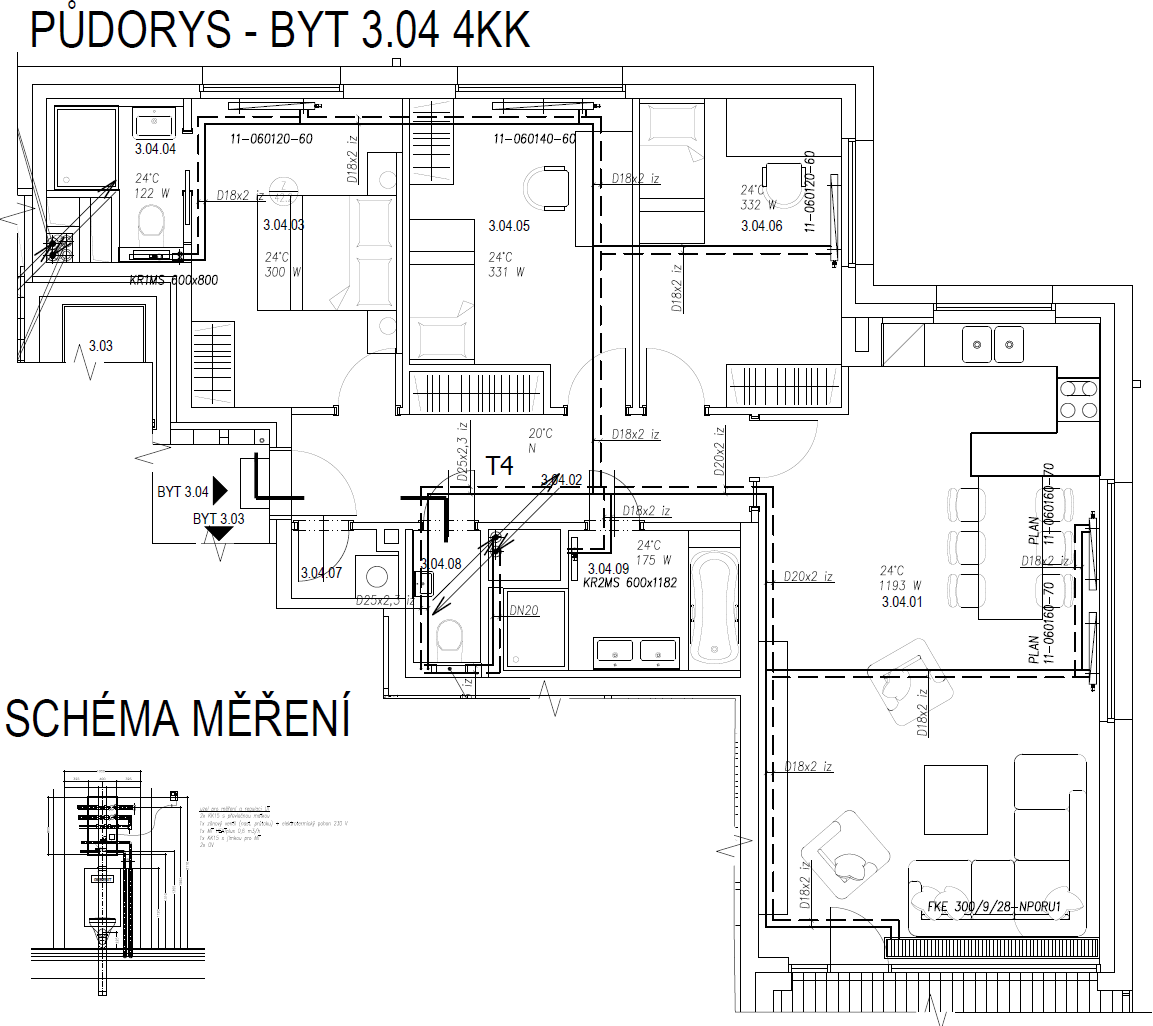 PŮDORYS - BYT 3.04 4KK
11-060120-60
11-060140-60
3.04.04
24°C
122 W
D18x2 iz
D18x2 iz
D18x2 iz
3.04.03
24°C
300 W
3.04.05
24°C
331 W
24°C
332 W
3.04.06
11-060120-60
KR1MS 600x800
D18x2 iz
3.03
20°C
N
D18x2 iz
D25x2,3 iz
D20x2 iz
T4
3.04.02
BYT 3.04
BYT 3.03
D18x2 iz
3.04.07
3.04.08
24°C
175 W
3.04.09
KR2MS 600x1182
D25x2,3 iz
DN20
D20x2 iz
24°C
1193 W
3.04.01
PLAN
11-060160-70
D18x2 iz
PLAN
11-060160-70
iz
D18x2 iz
D18x2 iz
D18x2 iz
FKE 300/9/28-NP0RU1
SCHÉMA MĚŘENÍ